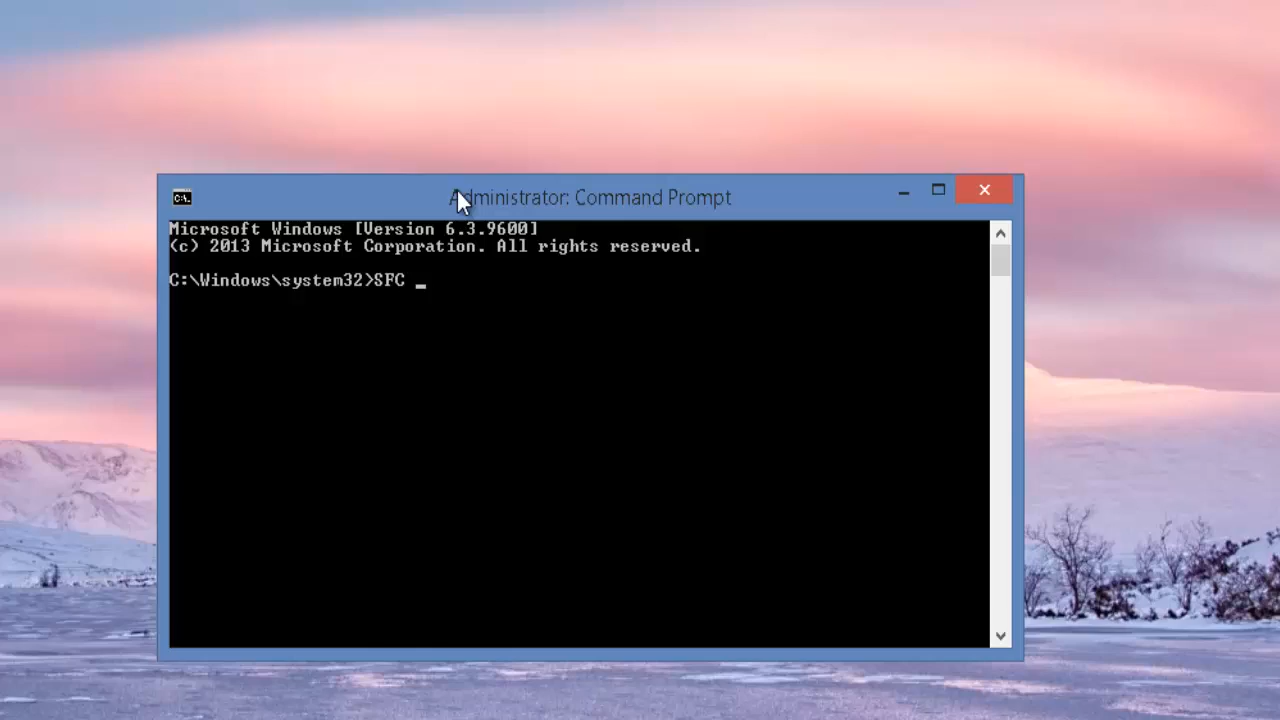 C:\.
Administrator: Command Prompt
Microsoft Windows [Version 6.3.9600]
(c) 2013 Microsoft Corporation. All rights reserved.
C:\Windows\system32>SFC _